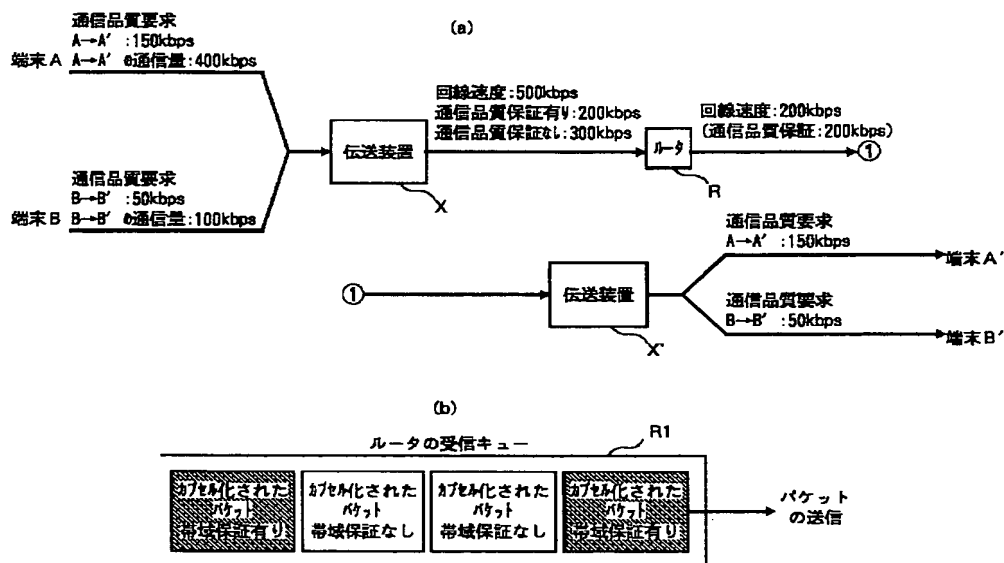 (a)
通信品質要求
A→A′:150kbps
端末A A→A′の通信量:400kbps
通信品質要求
B→B′:50kbps
端末B B→B′の通信量:100kbps
伝送装置
X
回線速度:500kbps
通信品質保証有り:200kbps
通信品質保証なし:300kbps
ルータ
R
回線速度:200kbps
(通信品質保証:200kbps)
①
①
伝送装置
X'
通信品質要求
A→A′:150kbps
端末A′
通信品質要求
B→B′:50kbps
端末B′
(b)
ルータの受信キュー
R1
カプセル化された
パケット
帯域保証有り
カプセル化された
パケット
帯域保証なし
カプセル化された
パケット
帯域保証なし
カプセル化された
パケット
帯域保証有り
パケット
の送信